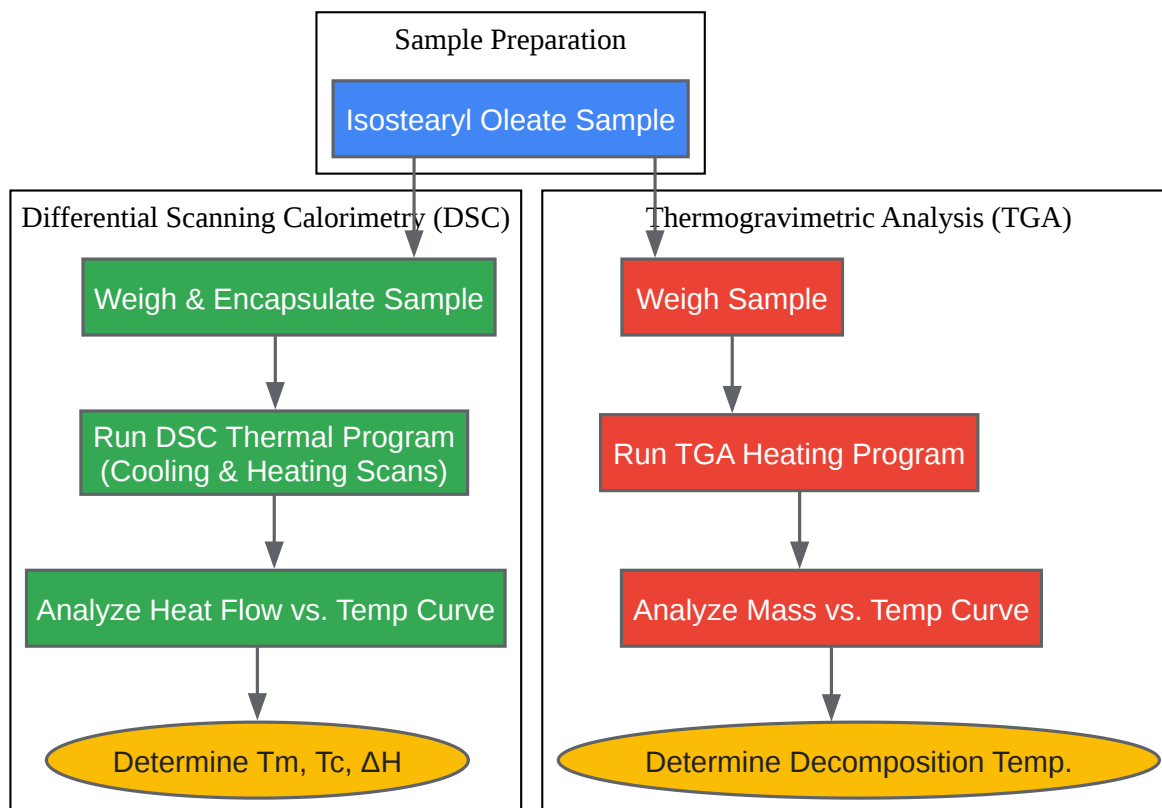 Sample Preparation
Isostearyl Oleate Sample
Differential Scanning Calorimetry (DSC)
Weigh & Encapsulate Sample
Run DSC Thermal Program
(Cooling & Heating Scans)
Analyze Heat Flow vs. Temp Curve
Determine Tm, Tc, ΔH
Thermogravimetric Analysis (TGA)
Weigh Sample
Run TGA Heating Program
Analyze Mass vs. Temp Curve
Determine Decomposition Temp.